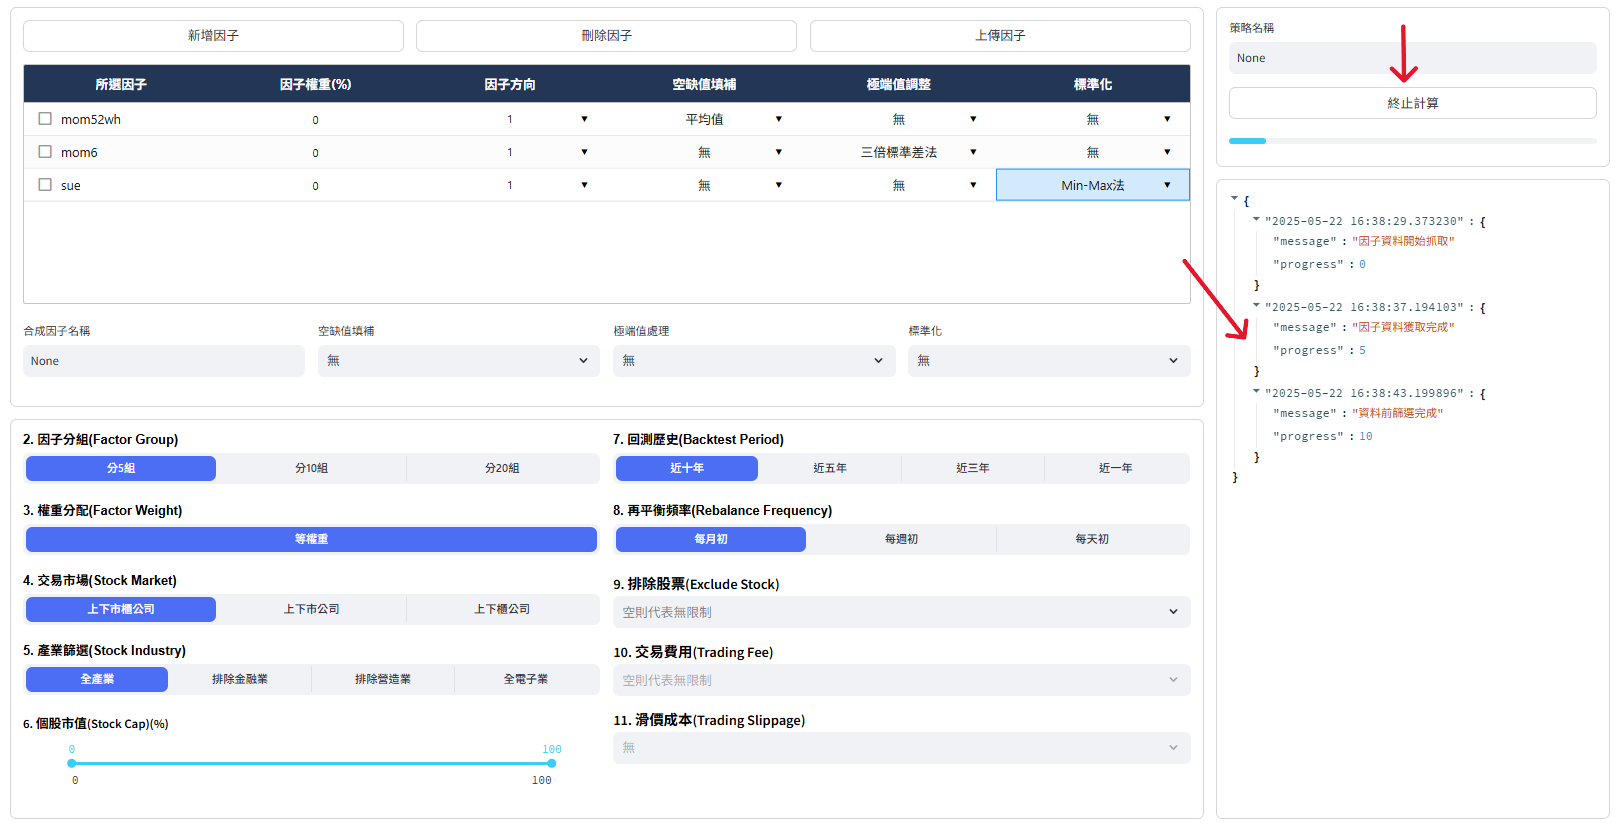 新增因子
刪除因子
上傳因子
所選因子 因子權重(%) 因子方向 空缺值填補 極端值調整 標準化
mom52wh 0 1 平均值 無 無
mom6 0 1 無 三倍標準差法 無
sue 0 1 無 無 Min-Max法
合成因子名稱 空缺值填補 極端值處理 標準化
None 無 無 無
2. 因子分組(Factor Group)
分5組 分10組 分20組
3. 權重分配(Factor Weight)
等權重
4. 交易市場(Stock Market)
上下市櫃公司 上下市公司 上下櫃公司
5. 產業篩選(Stock Industry)
全產業 排除金融業 排除營造業 全電子業
6. 個股市值(Stock Cap)(%)
0 100
0 100
7. 回測歷史(Backtest Period)
近十年 近五年 近三年 近一年
8. 再平衡頻率(Rebalance Frequency)
每月初 每週初 每天初
9. 排除股票(Exclude Stock)
空則代表無限制
10. 交易費用(Trading Fee)
空則代表無限制
11. 滑價成本(Trading Slippage)
無
策略名稱
None
終止計算
{
"2025-05-22 16:38:29.373230" : {
"message" : "因子資料開始抓取"
"progress" : 0
}
"2025-05-22 16:38:37.194103" : {
"message" : "因子資料獲取完成"
"progress" : 5
}
"2025-05-22 16:38:43.199896" : {
"message" : "資料前篩選完成"
"progress" : 10
}
}